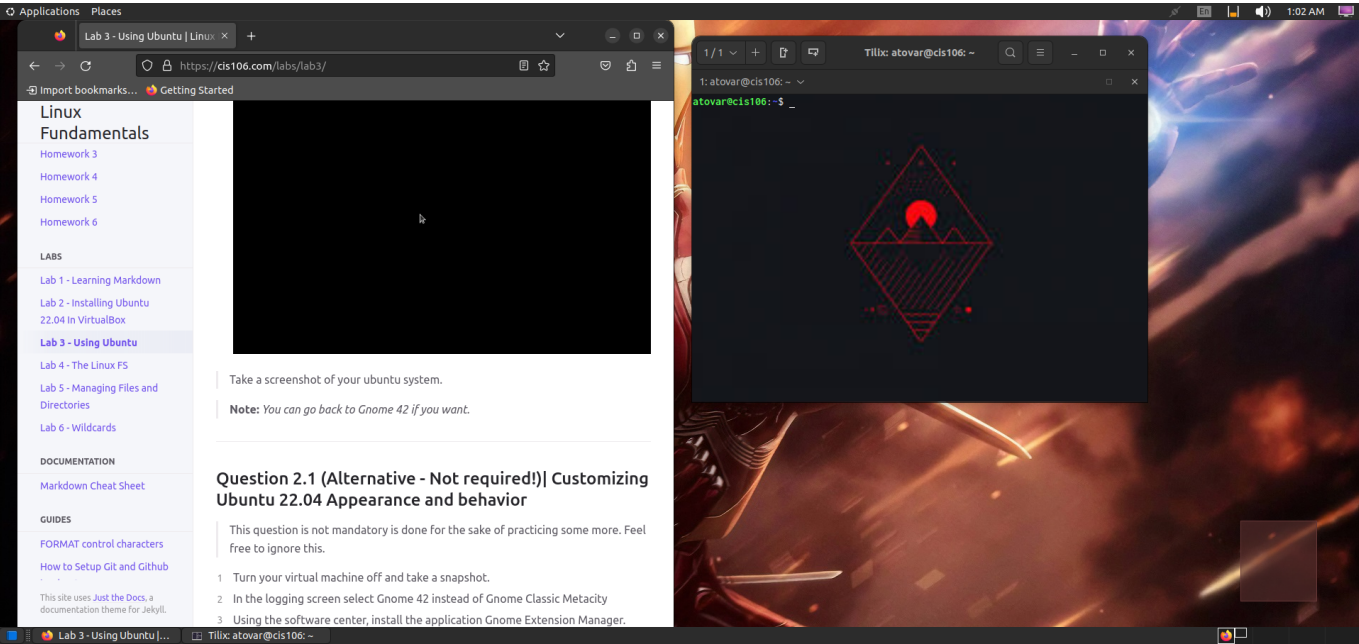 Applications Places
En
1:02 AM
Lab 3 - Using Ubuntu | Linux
https://cis106.com/labs/lab3/
Import bookmarks... Getting Started
Linux
Fundamentals
Homework 3
Homework 4
Homework 5
Homework 6
LABS
Lab 1 - Learning Markdown
Lab 2 - Installing Ubuntu
22.04 In VirtualBox
Lab 3 - Using Ubuntu
Lab 4 - The Linux FS
Lab 5 - Managing Files and
Directories
Lab 6 - Wildcards
DOCUMENTATION
Markdown Cheat Sheet
GUIDES
FORMAT control characters
How to Setup Git and Github
This site uses Just the Docs, a
documentation theme for Jekyll.
Take a screenshot of your ubuntu system.
Note: You can go back to Gnome 42 if you want.
Question 2.1 (Alternative - Not required!)| Customizing
Ubuntu 22.04 Appearance and behavior
This question is not mandatory is done for the sake of practicing some more. Feel
free to ignore this.
1 Turn your virtual machine off and take a snapshot.
2 In the logging screen select Gnome 42 instead of Gnome Classic Metacity
3 Using the software center, install the application Gnome Extension Manager.
1 / 1
Tilix: atovar@cis106: ~
1: atovar@cis106: ~
atovar@cis106:~$ _
Lab 3 - Using Ubuntu |...
Tilix: atovar@cis106: ~